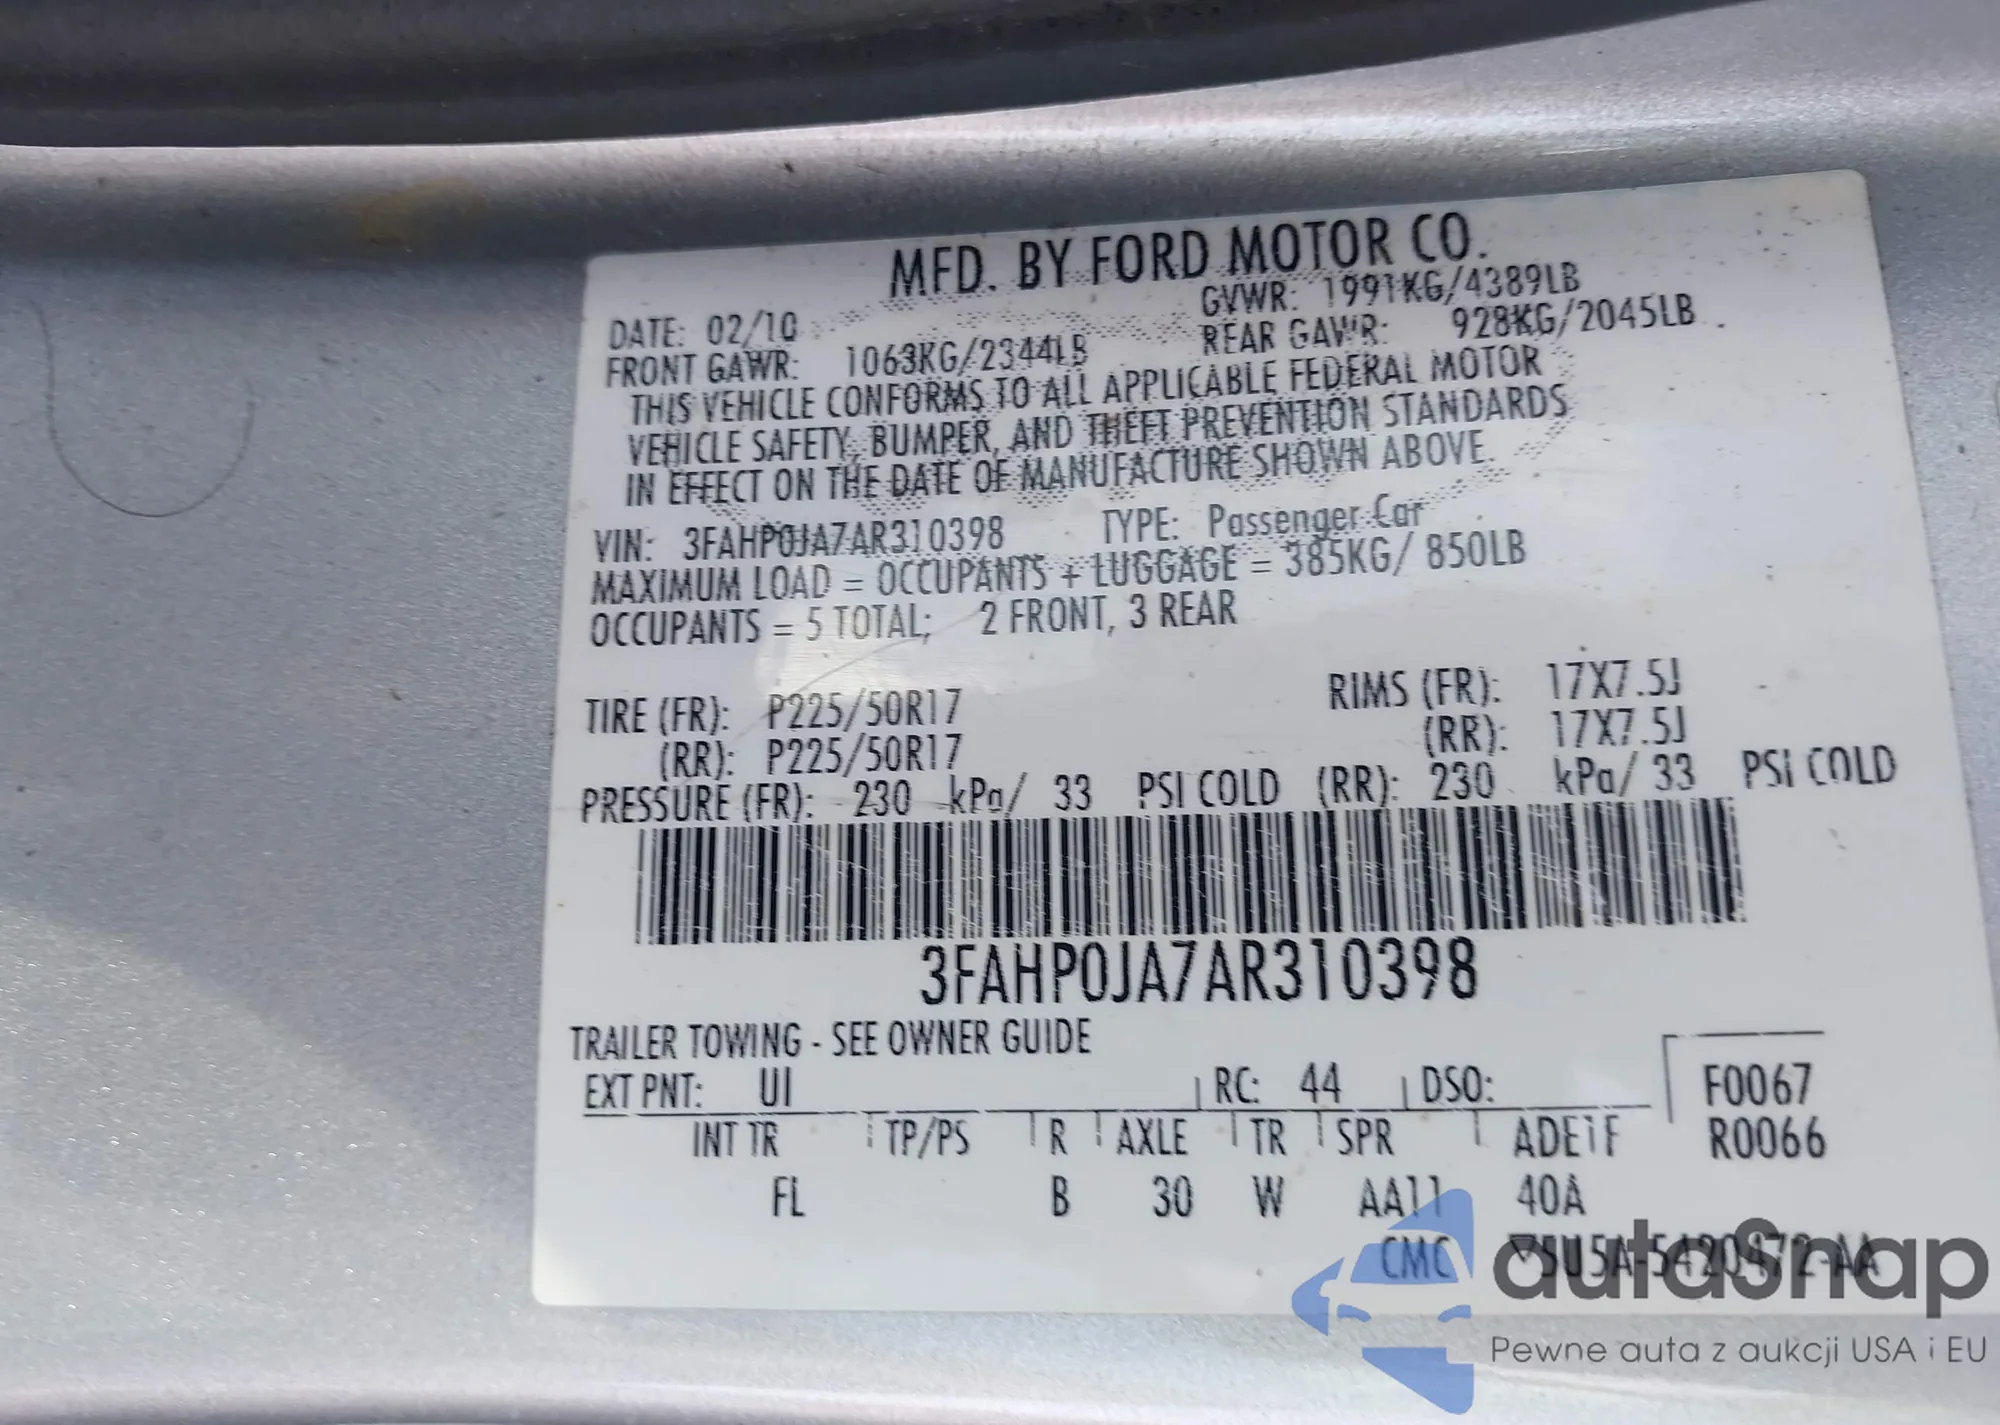 MFD. BY FORD MOTOR CO.
DATE: 02/10 GVWR: 1991KG/4389LB
FRONT GAWR: 1063KG/2344LB REAR GAWR: 928KG/2045LB
THIS VEHICLE CONFORMS TO ALL APPLICABLE FEDERAL MOTOR
VEHICLE SAFETY, BUMPER, AND THEFT PREVENTION STANDARDS
IN EFFECT ON THE DATE OF MANUFACTURE SHOWN ABOVE.
VIN: 3FAHP0JA7AR310398 TYPE: Passenger Car
MAXIMUM LOAD = OCCUPANTS + LUGGAGE = 385KG/ 850LB
OCCUPANTS = 5 TOTAL; 2 FRONT, 3 REAR
TIRE (FR): P225/50R17 RIMS (FR): 17X7.5J
(RR): P225/50R17 (RR): 17X7.5J
PRESSURE (FR): 230 kPa/ 33 PSI COLD (RR): 230 kPa/ 33 PSI COLD
3FAHP0JA7AR310398
TRAILER TOWING - SEE OWNER GUIDE
EXT PNT: UI RC: 44 DSO: F0067
INT TR TP/PS R AXLE TR SPR ADEIF R0066
FL B 30 W AA11 40A
CMC ▼5U5A-5420472-AA
autoSnap
Pewne auta z aukcji USA i EU